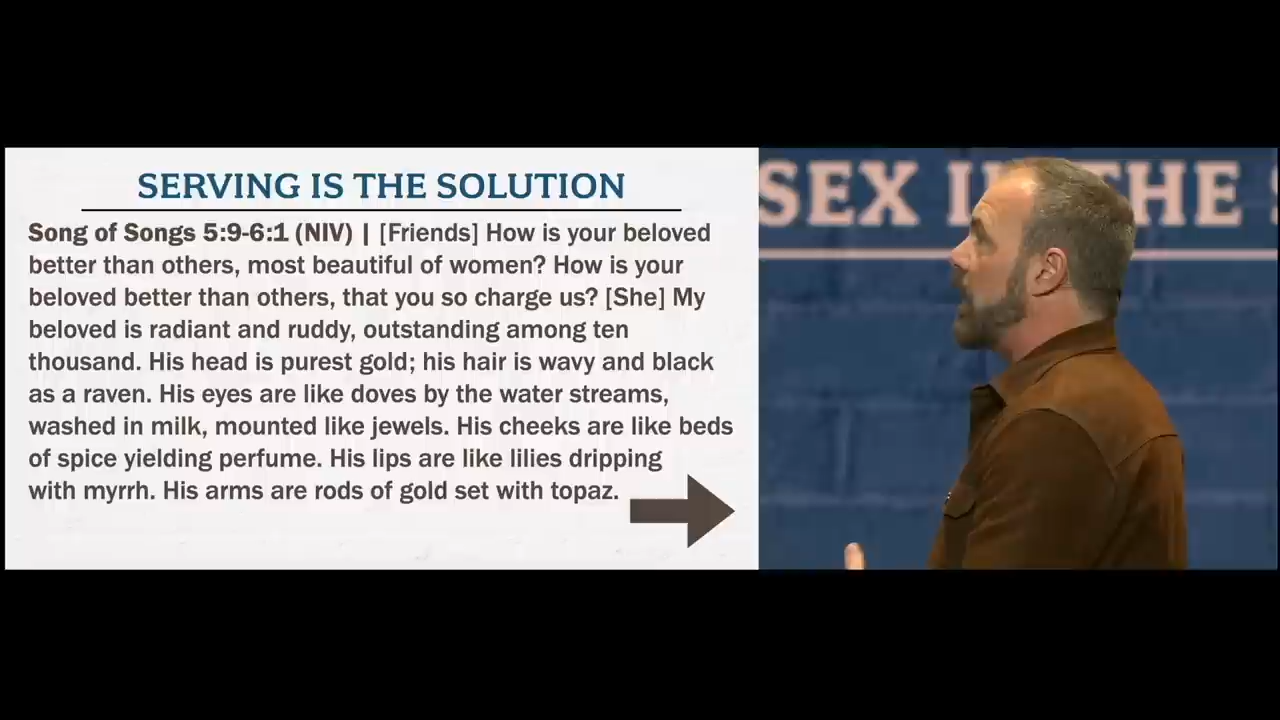 SERVING IS THE SOLUTION
Song of Songs 5:9-6:1 (NIV) | [Friends] How is your beloved
better than others, most beautiful of women? How is your
beloved better than others, that you so charge us? [She] My
beloved is radiant and ruddy, outstanding among ten
thousand. His head is purest gold; his hair is wavy and black
as a raven. His eyes are like doves by the water streams,
washed in milk, mounted like jewels. His cheeks are like beds
of spice yielding perfume. His lips are like lilies dripping
with myrrh. His arms are rods of gold set with topaz.
SEX THE